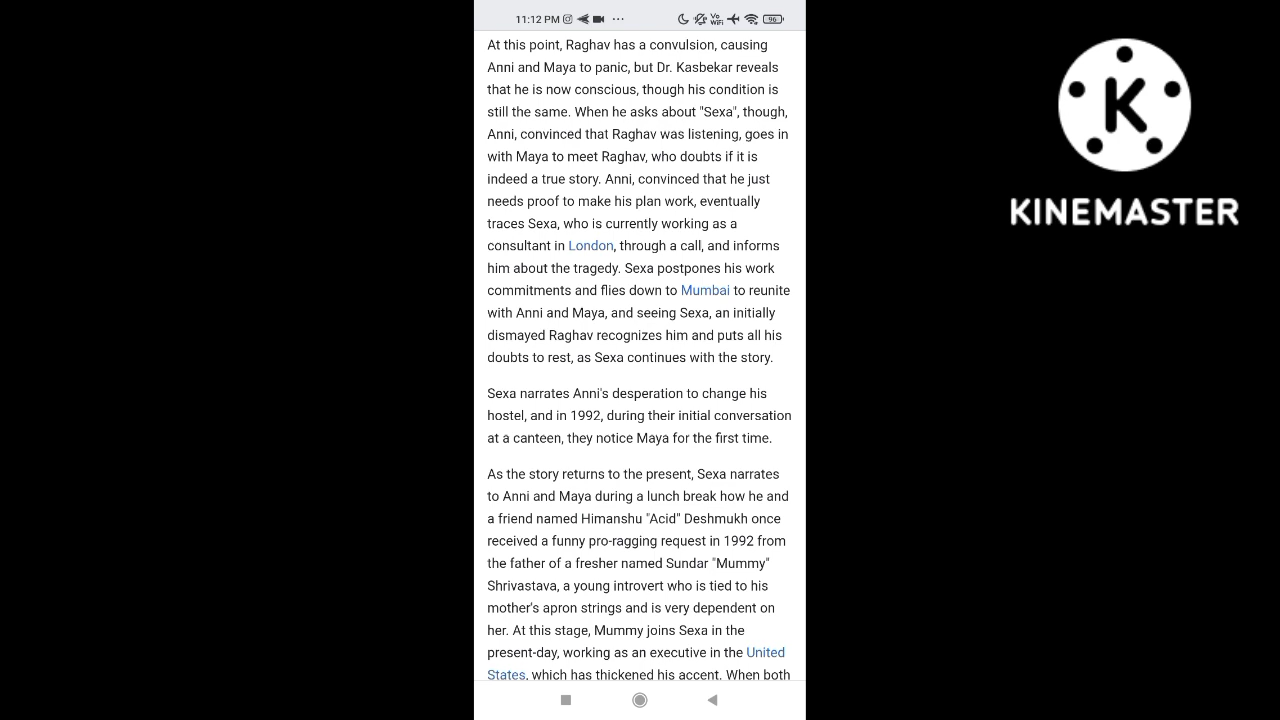 11:12 PM
Vo
WiFi
96
At this point, Raghav has a convulsion, causing
Anni and Maya to panic, but Dr. Kasbekar reveals
that he is now conscious, though his condition is
still the same. When he asks about "Sexa", though,
Anni, convinced that Raghav was listening, goes in
with Maya to meet Raghav, who doubts if it is
indeed a true story. Anni, convinced that he just
needs proof to make his plan work, eventually
traces Sexa, who is currently working as a
consultant in London, through a call, and informs
him about the tragedy. Sexa postpones his work
commitments and flies down to Mumbai to reunite
with Anni and Maya, and seeing Sexa, an initially
dismayed Raghav recognizes him and puts all his
doubts to rest, as Sexa continues with the story.
Sexa narrates Anni's desperation to change his
hostel, and in 1992, during their initial conversation
at a canteen, they notice Maya for the first time.
As the story returns to the present, Sexa narrates
to Anni and Maya during a lunch break how he and
a friend named Himanshu "Acid" Deshmukh once
received a funny pro-ragging request in 1992 from
the father of a fresher named Sundar "Mummy"
Shrivastava, a young introvert who is tied to his
mother's apron strings and is very dependent on
her. At this stage, Mummy joins Sexa in the
present-day, working as an executive in the United
States, which has thickened his accent. When both
K
KINEMASTER